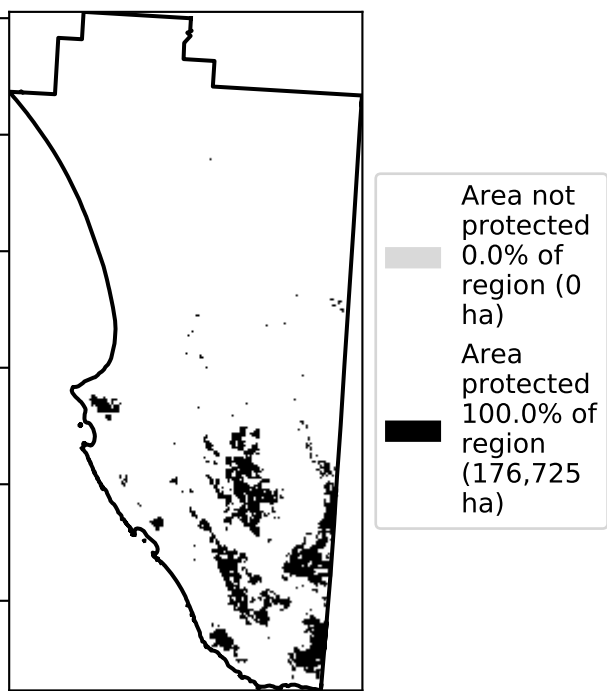 Area not
protected
0.0% of
region (0
ha)
Area
protected
100.0% of
region
(176,725
ha)